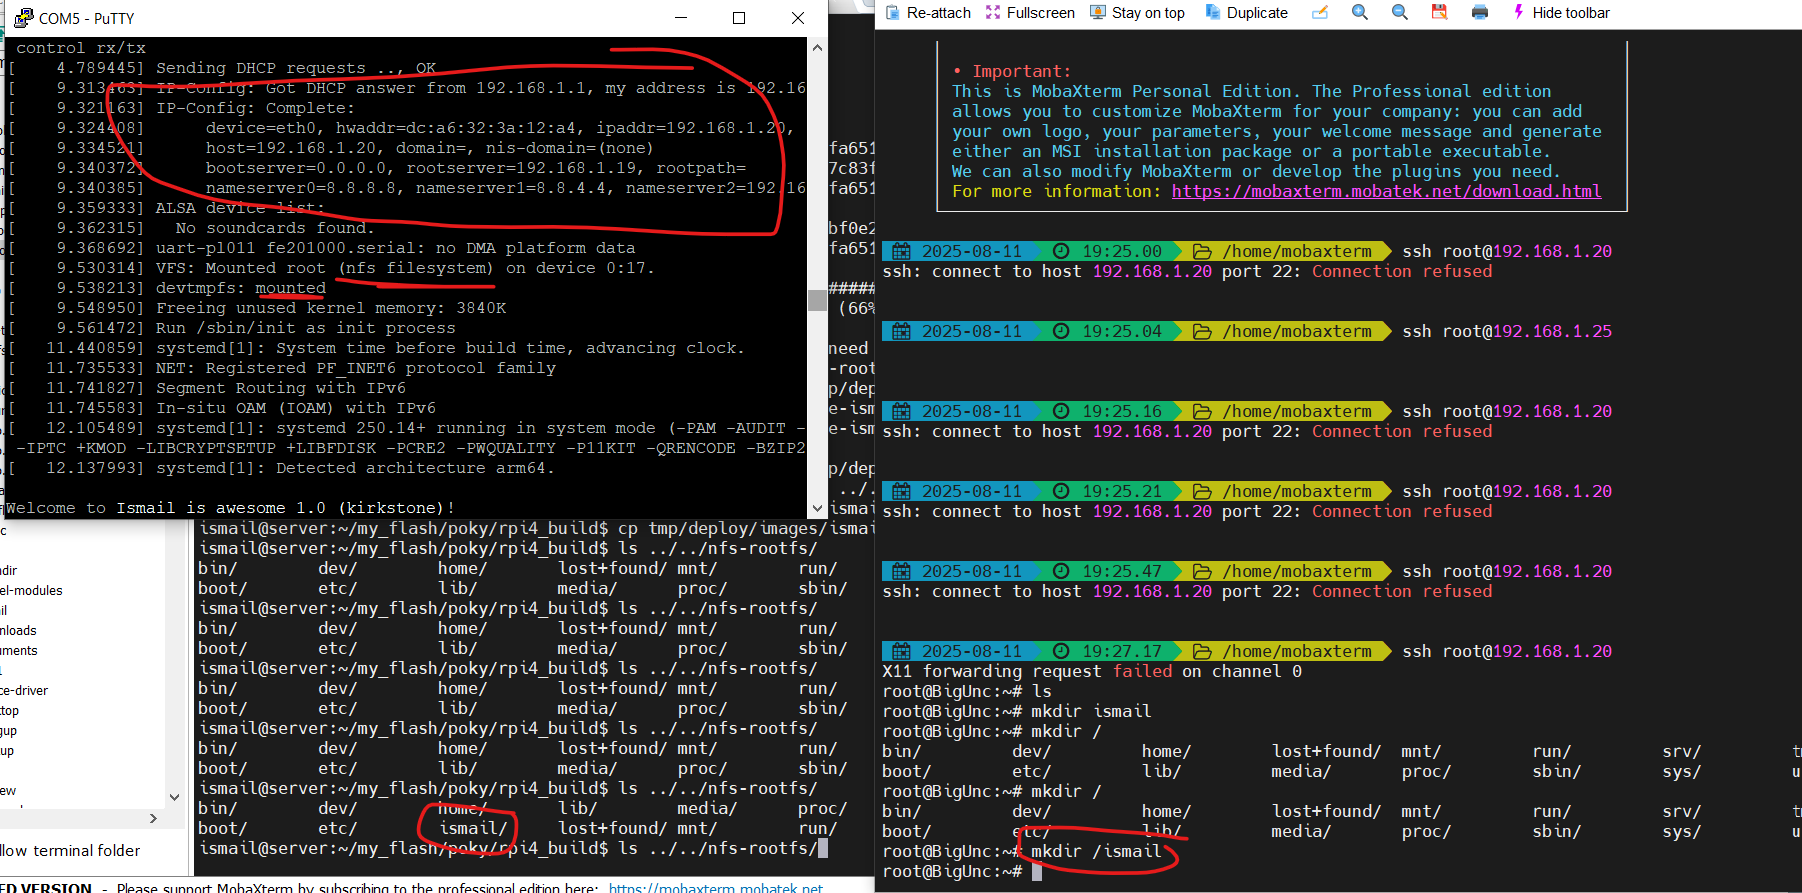 COM5 - PuTTY
control rx/tx
[    4.789445] Sending DHCP requests .., OK
[    9.313463] IP-Config: Got DHCP answer from 192.168.1.1, my address is 192.16
[    9.321163] IP-Config: Complete:
[    9.324408]      device=eth0, hwaddr=dc:a6:32:3a:12:a4, ipaddr=192.168.1.20,
[    9.334521]      host=192.168.1.20, domain=, nis-domain=(none)
[    9.340372]      bootserver=0.0.0.0, rootserver=192.168.1.19, rootpath=
[    9.340385]      nameserver0=8.8.8.8, nameserver1=8.8.4.4, nameserver2=192.16
[    9.359333] ALSA device list:
[    9.362315]   No soundcards found.
[    9.368692] uart-pl011 fe201000.serial: no DMA platform data
[    9.530314] VFS: Mounted root (nfs filesystem) on device 0:17.
[    9.538213] devtmpfs: mounted
[    9.548950] Freeing unused kernel memory: 3840K
[    9.561472] Run /sbin/init as init process
[   11.440859] systemd[1]: System time before build time, advancing clock.
[   11.735533] NET: Registered PF_INET6 protocol family
[   11.741827] Segment Routing with IPv6
[   11.745583] In-situ OAM (IOAM) with IPv6
[   12.105489] systemd[1]: systemd 250.14+ running in system mode (-PAM -AUDIT -
-IPTC +KMOD -LIBCRYPTSETUP +LIBFDISK -PCRE2 -PWQUALITY -P11KIT -QRENCODE -BZIP2
[   12.137993] systemd[1]: Detected architecture arm64.
Welcome to Ismail is awesome 1.0 (kirkstone)!
fa651
7c83f
fa651
bf0e2
fa651
#####
(66%
need
-root
p/dep
e-ism
e-ism
p/dep
../.
ismai
ismail@server:~/my_flash/poky/rpi4_build$ cp tmp/deploy/images/ismai
ismail@server:~/my_flash/poky/rpi4_build$ ls ../../nfs-rootfs/
bin/ dev/ home/ lost+found/ mnt/ run/
boot/ etc/ lib/ media/ proc/ sbin/
ismail@server:~/my_flash/poky/rpi4_build$ ls ../../nfs-rootfs/
bin/ dev/ home/ lost+found/ mnt/ run/
boot/ etc/ lib/ media/ proc/ sbin/
ismail@server:~/my_flash/poky/rpi4_build$ ls ../../nfs-rootfs/
bin/ dev/ home/ lost+found/ mnt/ run/
boot/ etc/ lib/ media/ proc/ sbin/
ismail@server:~/my_flash/poky/rpi4_build$ ls ../../nfs-rootfs/
bin/ dev/ home/ lost+found/ mnt/ run/
boot/ etc/ lib/ media/ proc/ sbin/
ismail@server:~/my_flash/poky/rpi4_build$ ls ../../nfs-rootfs/
bin/ dev/ home/ lib/ media/ proc/
boot/ etc/ ismail/ lost+found/ mnt/ run/
ismail@server:~/my_flash/poky/rpi4_build$ ls ../../nfs-rootfs/
c
ndir
el-modules
il
nloads
uments
l
ce-driver
ttop
gup
up
ew
llow terminal folder
ED VERSION - Please support MobaXterm by subscribing to the professional edition here: https://mobaxterm.mobatek.net
Re-attach Fullscreen Stay on top Duplicate Hide toolbar
• Important:
This is MobaXterm Personal Edition. The Professional edition
allows you to customize MobaXterm for your company: you can add
your own logo, your parameters, your welcome message and generate
either an MSI installation package or a portable executable.
We can also modify MobaXterm or develop the plugins you need.
For more information: https://mobaxterm.mobatek.net/download.html
2025-08-11 19:25.00 /home/mobaxterm ssh root@192.168.1.20
ssh: connect to host 192.168.1.20 port 22: Connection refused
2025-08-11 19:25.04 /home/mobaxterm ssh root@192.168.1.25
2025-08-11 19:25.16 /home/mobaxterm ssh root@192.168.1.20
ssh: connect to host 192.168.1.20 port 22: Connection refused
2025-08-11 19:25.21 /home/mobaxterm ssh root@192.168.1.20
ssh: connect to host 192.168.1.20 port 22: Connection refused
2025-08-11 19:25.47 /home/mobaxterm ssh root@192.168.1.20
ssh: connect to host 192.168.1.20 port 22: Connection refused
2025-08-11 19:27.17 /home/mobaxterm ssh root@192.168.1.20
X11 forwarding request failed on channel 0
root@BigUnc:~# ls
root@BigUnc:~# mkdir ismail
root@BigUnc:~# mkdir /
bin/ dev/ home/ lost+found/ mnt/ run/ srv/ t
boot/ etc/ lib/ media/ proc/ sbin/ sys/ u
root@BigUnc:~# mkdir /
bin/ dev/ home/ lost+found/ mnt/ run/ srv/ t
boot/ etc/ lib/ media/ proc/ sbin/ sys/ u
root@BigUnc:~# mkdir /ismail
root@BigUnc:~#